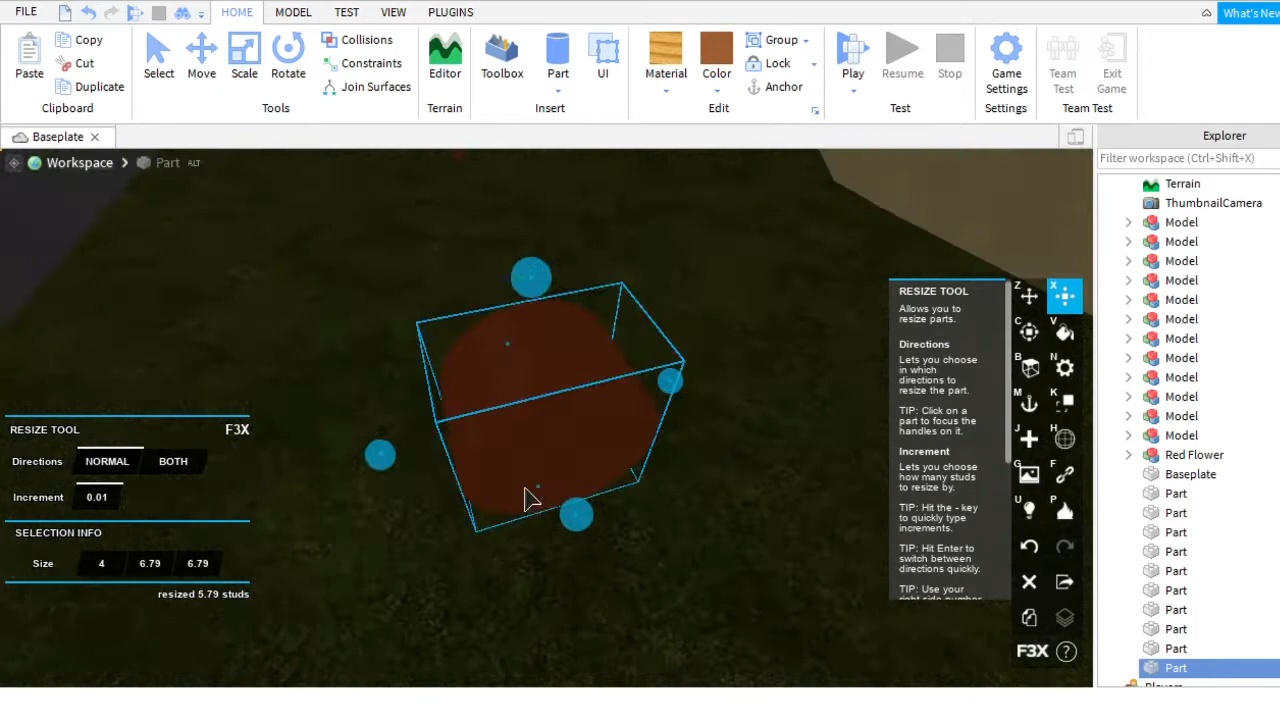 FILE
HOME
MODEL
TEST
VIEW
PLUGINS
What's New
Paste
Copy
Cut
Duplicate
Clipboard
Select
Move
Scale
Rotate
Collisions
Constraints
Join Surfaces
Tools
Editor
Terrain
Toolbox
Part
UI
Insert
Material
Color
Group
Lock
Anchor
Edit
Play
Resume
Stop
Test
Game
Settings
Settings
Team
Test
Exit
Game
Team Test
Baseplate
Workspace
Part ALT
Explorer
Filter workspace (Ctrl+Shift+X)
Terrain
ThumbnailCamera
Model
Model
Model
Model
Model
Model
Model
Model
Model
Model
Model
Model
Red Flower
Baseplate
Part
Part
Part
Part
Part
Part
Part
Part
Part
Part
RESIZE TOOL F3X
Directions NORMAL BOTH
Increment 0.01
SELECTION INFO
Size 4 6.79 6.79
resized 5.79 studs
RESIZE TOOL
Allows you to
resize parts.
Directions
Lets you choose
in which
directions to
resize the part.
TIP: Click on a
part to focus the
handles on it.
Increment
Lets you choose
how many studs
to resize by.
TIP: Hit the - key
to quickly type
increments.
TIP: Hit Enter to
switch between
directions quickly.
TIP: Use your
right side number
Z X
C V
B N
M K
J H
G F
U P
F3X ?